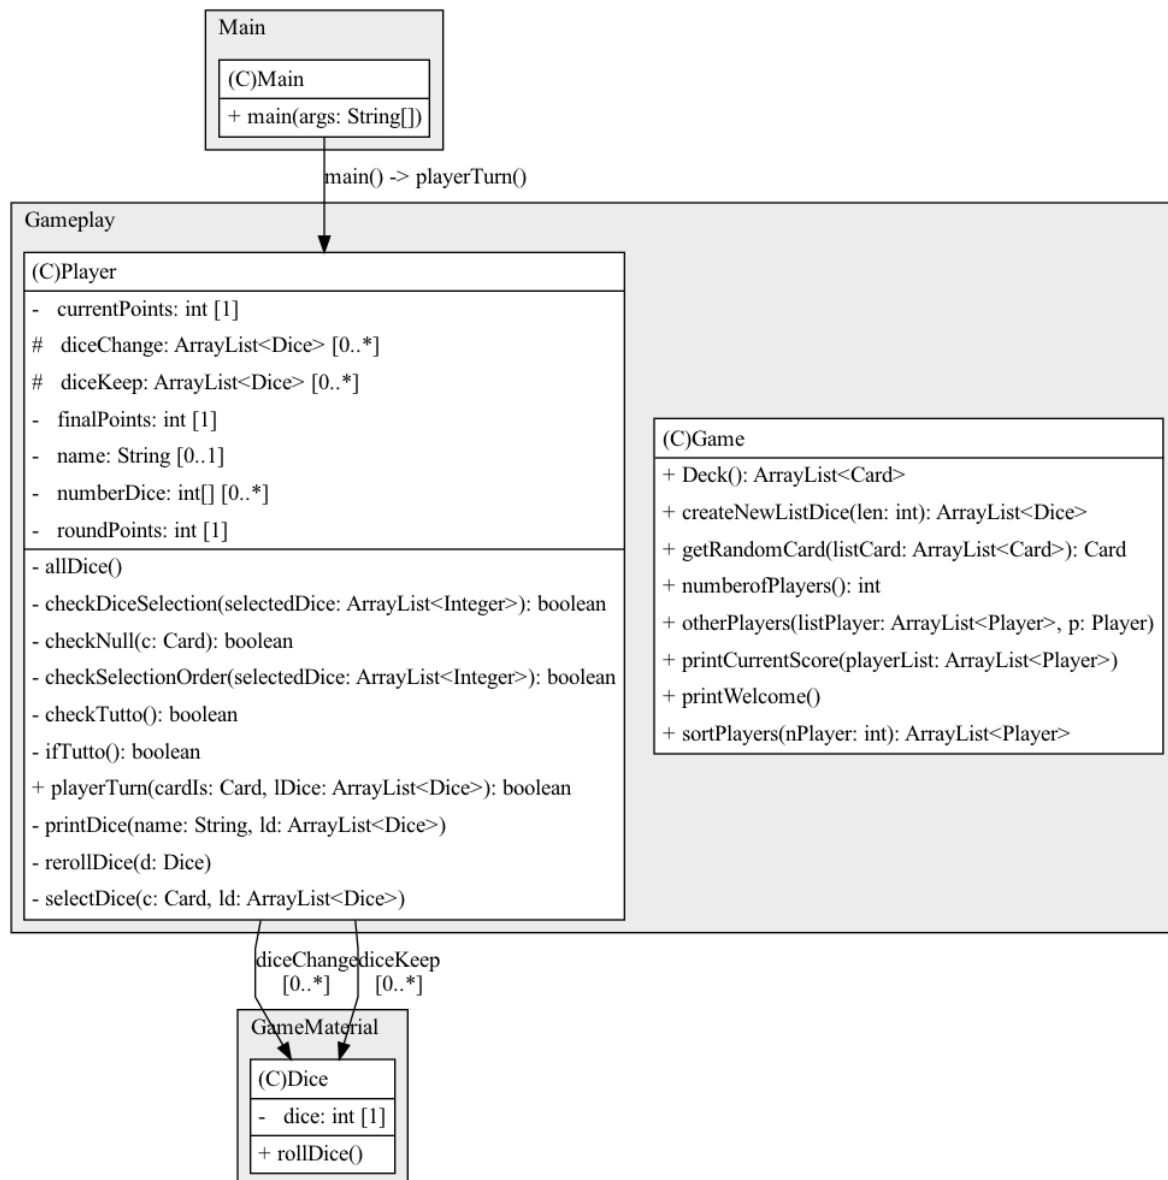 Main
(C)Main
+ main(args: String[])
main() -> playerTurn()
Gameplay
(C)Player
- currentPoints: int [1]
# diceChange: ArrayList<Dice> [0..*]
# diceKeep: ArrayList<Dice> [0..*]
- finalPoints: int [1]
- name: String [0..1]
- numberDice: int[] [0..*]
- roundPoints: int [1]
- allDice()
- checkDiceSelection(selectedDice: ArrayList<Integer>): boolean
- checkNull(c: Card): boolean
- checkSelectionOrder(selectedDice: ArrayList<Integer>): boolean
- checkTutto(): boolean
- ifTutto(): boolean
+ playerTurn(cardIs: Card, lDice: ArrayList<Dice>): boolean
- printDice(name: String, ld: ArrayList<Dice>)
- rerollDice(d: Dice)
- selectDice(c: Card, ld: ArrayList<Dice>)
(C)Game
+ Deck(): ArrayList<Card>
+ createNewListDice(len: int): ArrayList<Dice>
+ getRandomCard(listCard: ArrayList<Card>): Card
+ numberofPlayers(): int
+ otherPlayers(listPlayer: ArrayList<Player>, p: Player)
+ printCurrentScore(playerList: ArrayList<Player>)
+ printWelcome()
+ sortPlayers(nPlayer: int): ArrayList<Player>
diceChange
[0..*]
diceKeep
[0..*]
GameMaterial
(C)Dice
- dice: int [1]
+ rollDice()